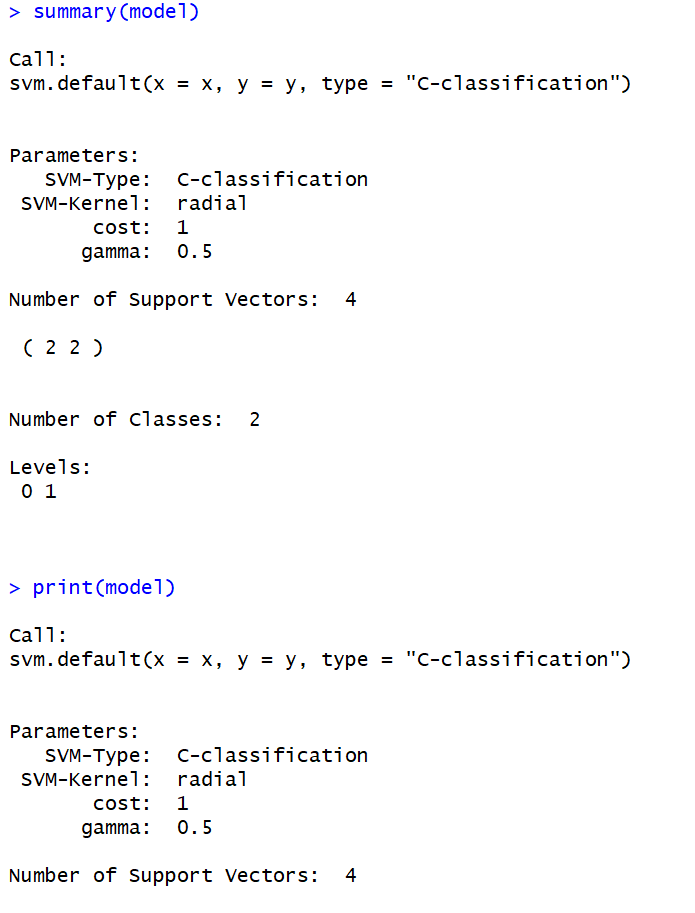 > summary(model)
Call:
svm.default(x = x, y = y, type = "C-classification")
Parameters:
SVM-Type:  C-classification
SVM-Kernel:  radial
cost:  1
gamma:  0.5
Number of Support Vectors:  4
( 2 2 )
Number of Classes:  2
Levels:
0 1
> print(model)
Call:
svm.default(x = x, y = y, type = "C-classification")
Parameters:
SVM-Type:  C-classification
SVM-Kernel:  radial
cost:  1
gamma:  0.5
Number of Support Vectors:  4